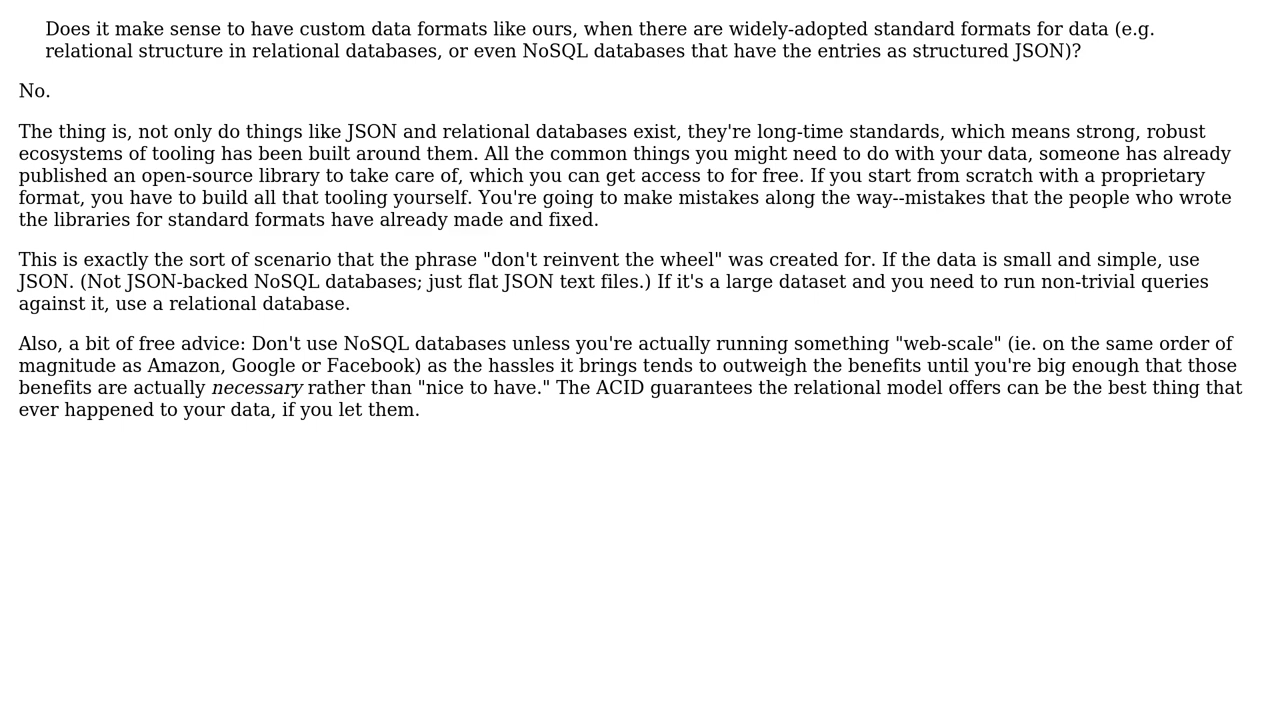 Does it make sense to have custom data formats like ours, when there are widely-adopted standard formats for data (e.g.
relational structure in relational databases, or even NoSQL databases that have the entries as structured JSON)?
No.
The thing is, not only do things like JSON and relational databases exist, they're long-time standards, which means strong, robust
ecosystems of tooling has been built around them. All the common things you might need to do with your data, someone has already
published an open-source library to take care of, which you can get access to for free. If you start from scratch with a proprietary
format, you have to build all that tooling yourself. You're going to make mistakes along the way--mistakes that the people who wrote
the libraries for standard formats have already made and fixed.
This is exactly the sort of scenario that the phrase "don't reinvent the wheel" was created for. If the data is small and simple, use
JSON. (Not JSON-backed NoSQL databases; just flat JSON text files.) If it's a large dataset and you need to run non-trivial queries
against it, use a relational database.
Also, a bit of free advice: Don't use NoSQL databases unless you're actually running something "web-scale" (ie. on the same order of
magnitude as Amazon, Google or Facebook) as the hassles it brings tends to outweigh the benefits until you're big enough that those
benefits are actually necessary rather than "nice to have." The ACID guarantees the relational model offers can be the best thing that
ever happened to your data, if you let them.